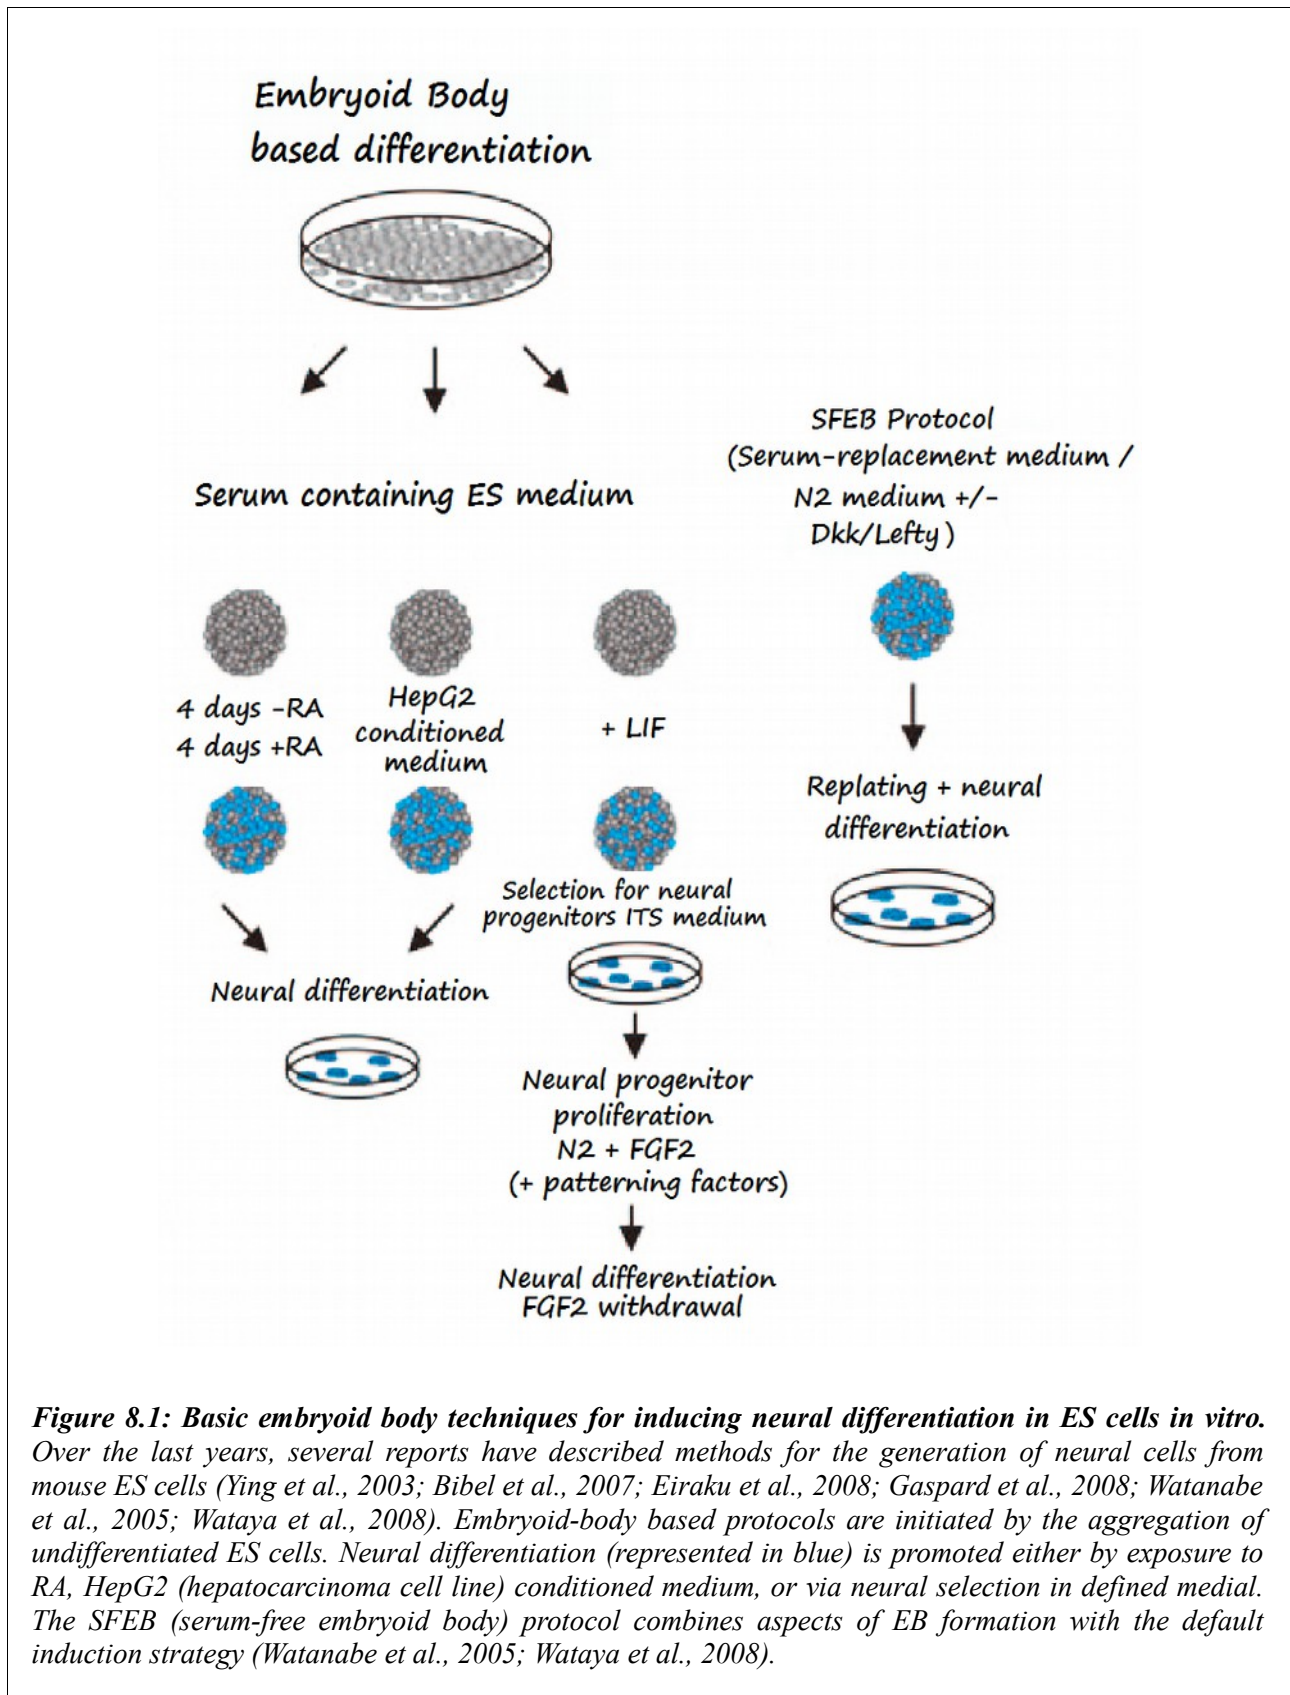 Embryoid Body
based differentiation
Serum containing ES medium
SFEB Protocol
(Serum-replacement medium /
N2 medium +/-
Dkk/Lefty )
4 days -RA
4 days +RA
HepG2
conditioned
medium
+ LIF
Replating + neural
differentiation
Selection for neural
progenitors ITS medium
Neural differentiation
Neural progenitor
proliferation
N2 + FGF2
(+ patterning factors)
Neural differentiation
FGF2 withdrawal
Figure 8.1: Basic embryoid body techniques for inducing neural differentiation in ES cells in vitro.
Over the last years, several reports have described methods for the generation of neural cells from
mouse ES cells (Ying et al., 2003; Bibel et al., 2007; Eiraku et al., 2008; Gaspard et al., 2008; Watanabe
et al., 2005; Wataya et al., 2008). Embryoid-body based protocols are initiated by the aggregation of
undifferentiated ES cells. Neural differentiation (represented in blue) is promoted either by exposure to
RA, HepG2 (hepatocarcinoma cell line) conditioned medium, or via neural selection in defined medial.
The SFEB (serum-free embryoid body) protocol combines aspects of EB formation with the default
induction strategy (Watanabe et al., 2005; Wataya et al., 2008).